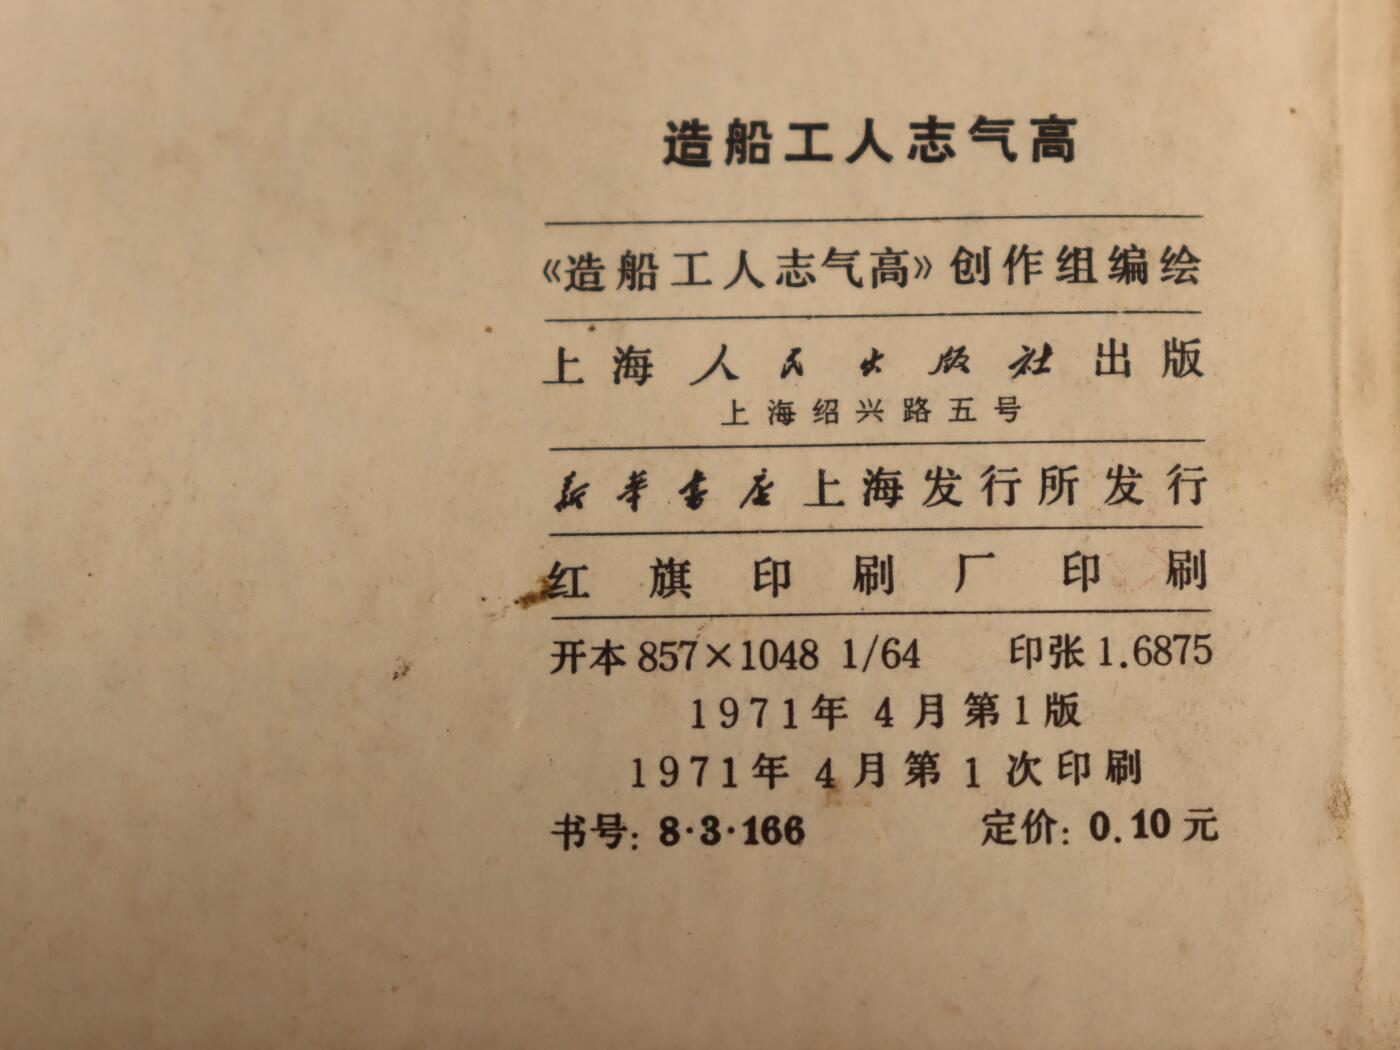 造船工人志气高
《造船工人志气高》创作组编绘
上海人民出版社出版
上海绍兴路五号
新华书店上海发行所发行
红旗印刷厂印刷
开本 857×1048 1/64 印张 1.6875
1971年 4 月第1版
1971年 4 月第 1 次印刷
书号: 8·3·166 定价: 0.10 元